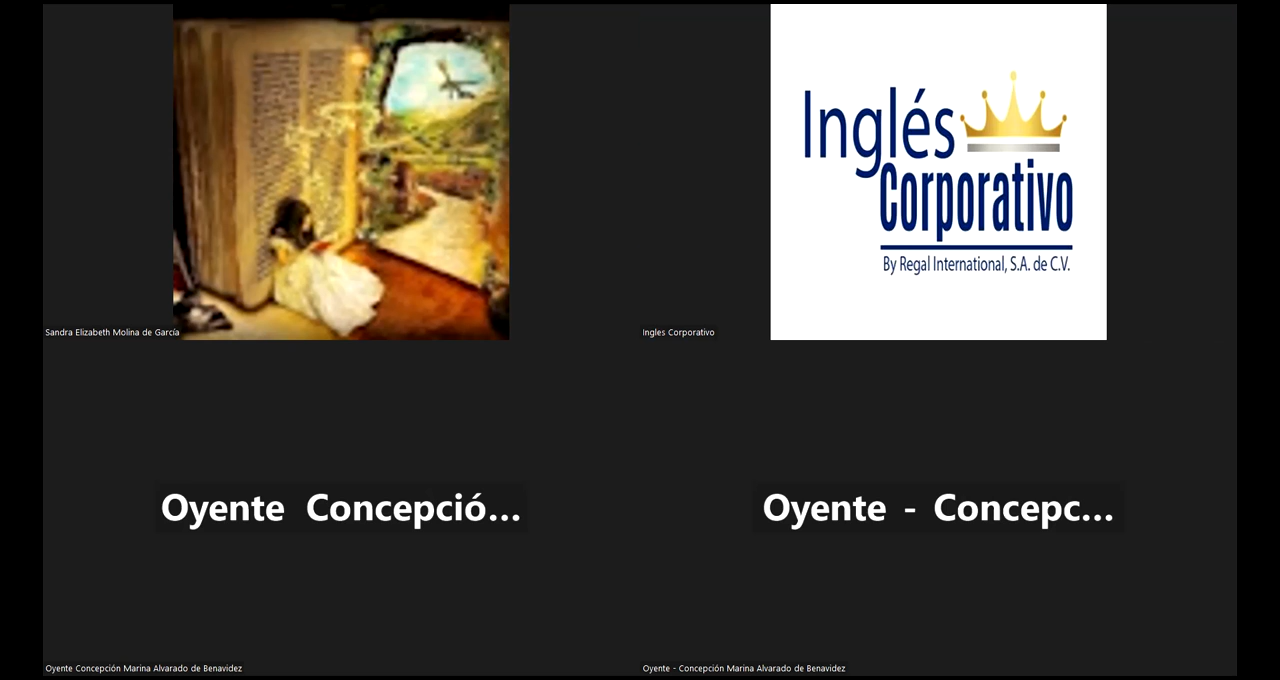 Inglés
Corporativo
By Regal International, S.A. de C.V.
Sandra Elizabeth Molina de García
Ingles Corporativo
Oyente Concepció...
Oyente - Concepc...
Oyente Concepción Marina Alvarado de Benavidez
Oyente - Concepción Marina Alvarado de Benavidez